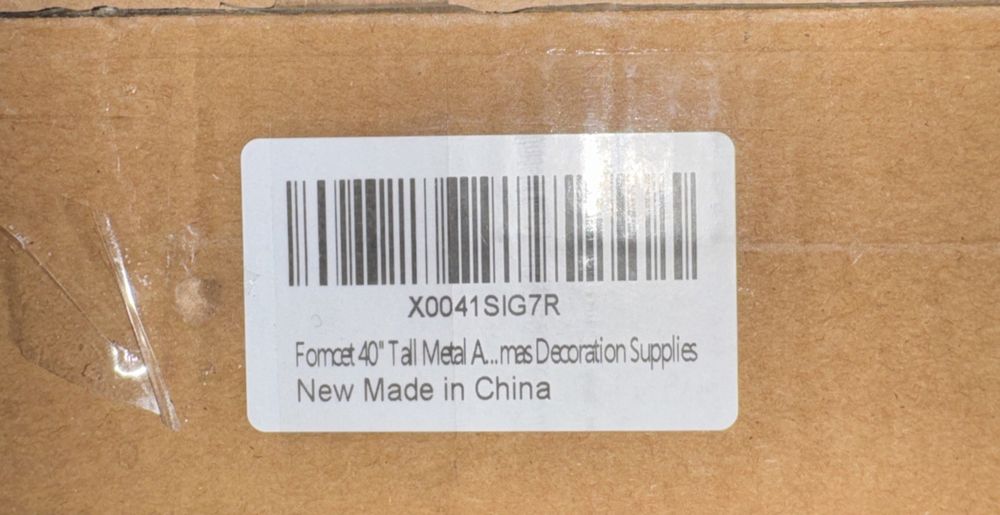 X0041SIG7R
Fomcet 40" Tall Metal A...mas Decoration Supplies
New Made in China